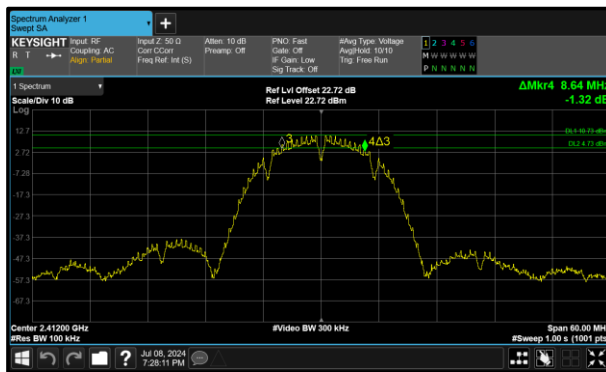 Spectrum Analyzer 1
Swept SA
+
KEYSIGHT
R T
LW
Input: RF
Coupling: AC
Align: Partial
Input Z: 50 Ω
Corr CCorr
Freq Ref: Int (S)
Atten: 10 dB
Preamp: Off
PNO: Fast
Gate: Off
IF Gain: Low
Sig Track: Off
#Avg Type: Voltage
Avg|Hold: 10/10
Trig: Free Run
1 2 3 4 5 6
M W W W W W
P N N N N N
1 Spectrum
Scale/Div 10 dB
Log
Ref Lvl Offset 22.72 dB
Ref Level 22.72 dBm
ΔMkr4 8.64 MHz
-1.32 dB
DL1 10.73 dBm
12.7
3
4Δ3
DL2 4.73 dBm
2.72
-7.28
-17.3
-27.3
-37.3
-47.3
-57.3
-67.3
Center 2.41200 GHz
#Res BW 100 kHz
#Video BW 300 kHz
Span 60.00 MH
#Sweep 1.00 s (1001 pts
?
Jul 08, 2024
7:28:11 PM